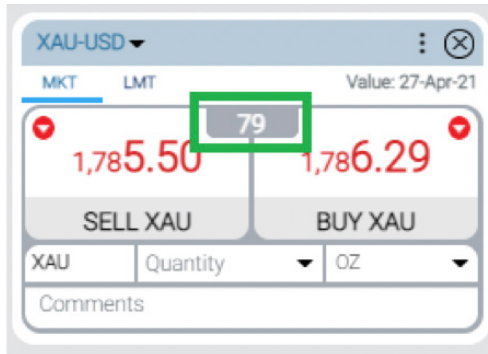 XAU-USD
MKT LMT Value: 27-Apr-21
79
1,785.50 1,786.29
SELL XAU BUY XAU
XAU Quantity OZ
Comments